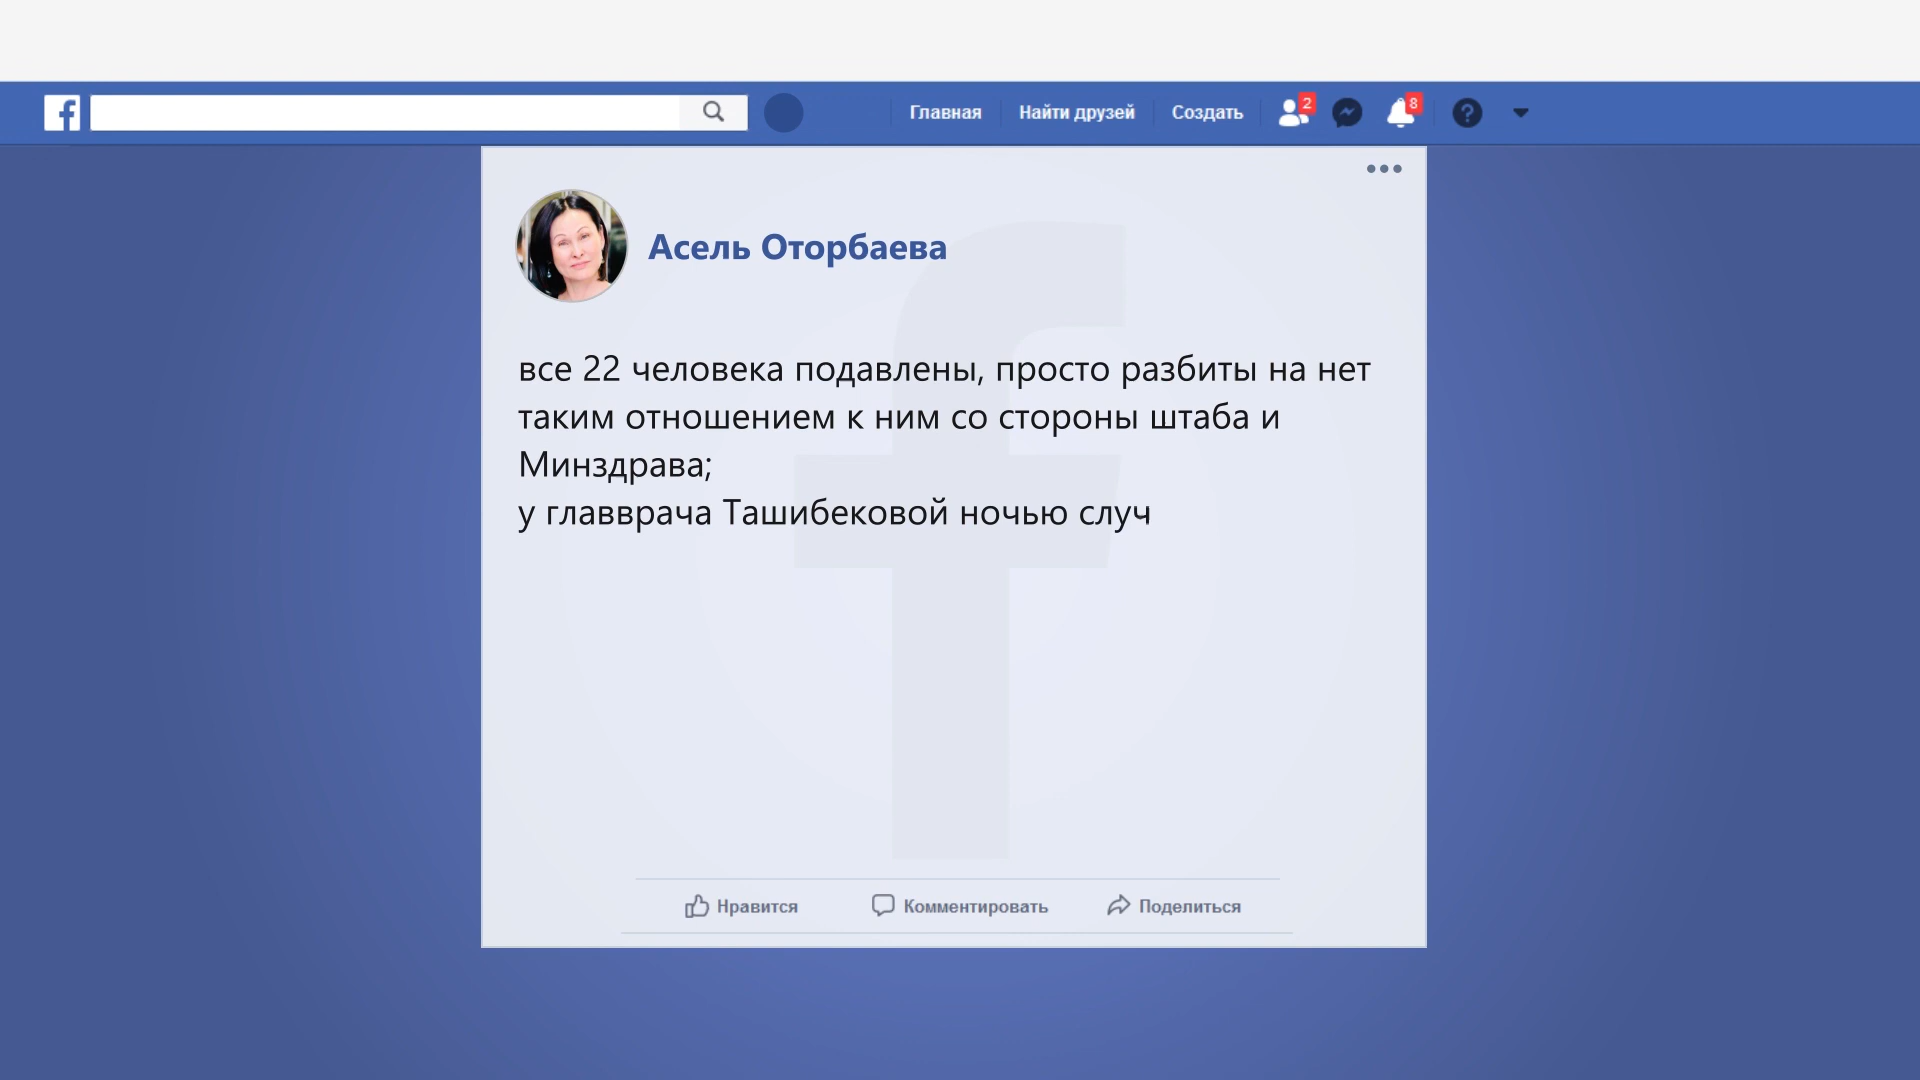 Главная
Найти друзей
Создать
2
8
Асель Оторбаева
все 22 человека подавлены, просто разбиты на нет
таким отношением к ним со стороны штаба и
Минздрава;
у главврача Ташибековой ночью случ
Нравится
Комментировать
Поделиться